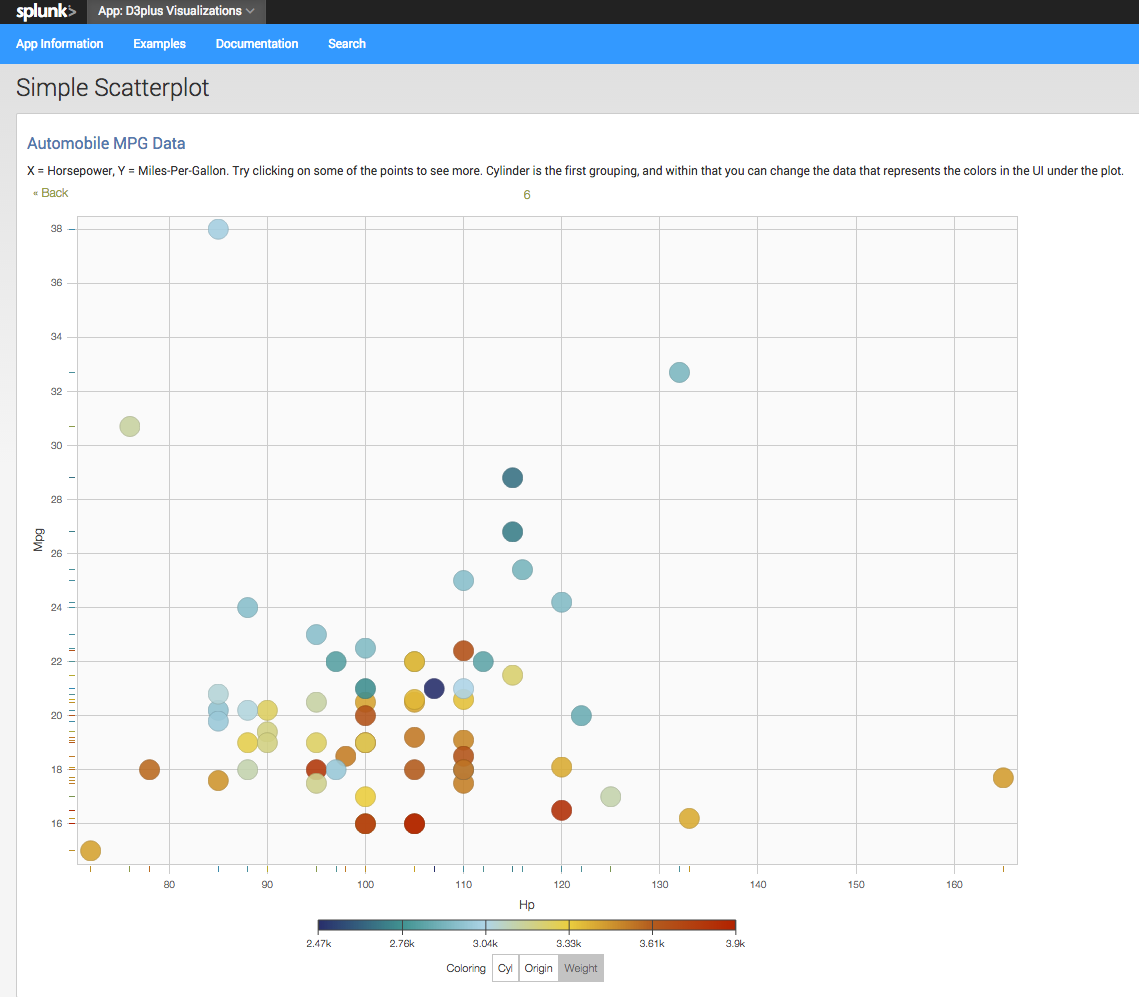 splunk> App: D3plus Visualizations
App Information Examples Documentation Search
Simple Scatterplot
Automobile MPG Data
X = Horsepower, Y = Miles-Per-Gallon. Try clicking on some of the points to see more. Cylinder is the first grouping, and within that you can change the data that represents the colors in the UI under the plot.
« Back 6
38
36
34
32
30
28
26
24
22
20
18
16
Mpg
80 90 100 110 120 130 140 150 160
Hp
2.47k 2.76k 3.04k 3.33k 3.61k 3.9k
Coloring Cyl Origin Weight